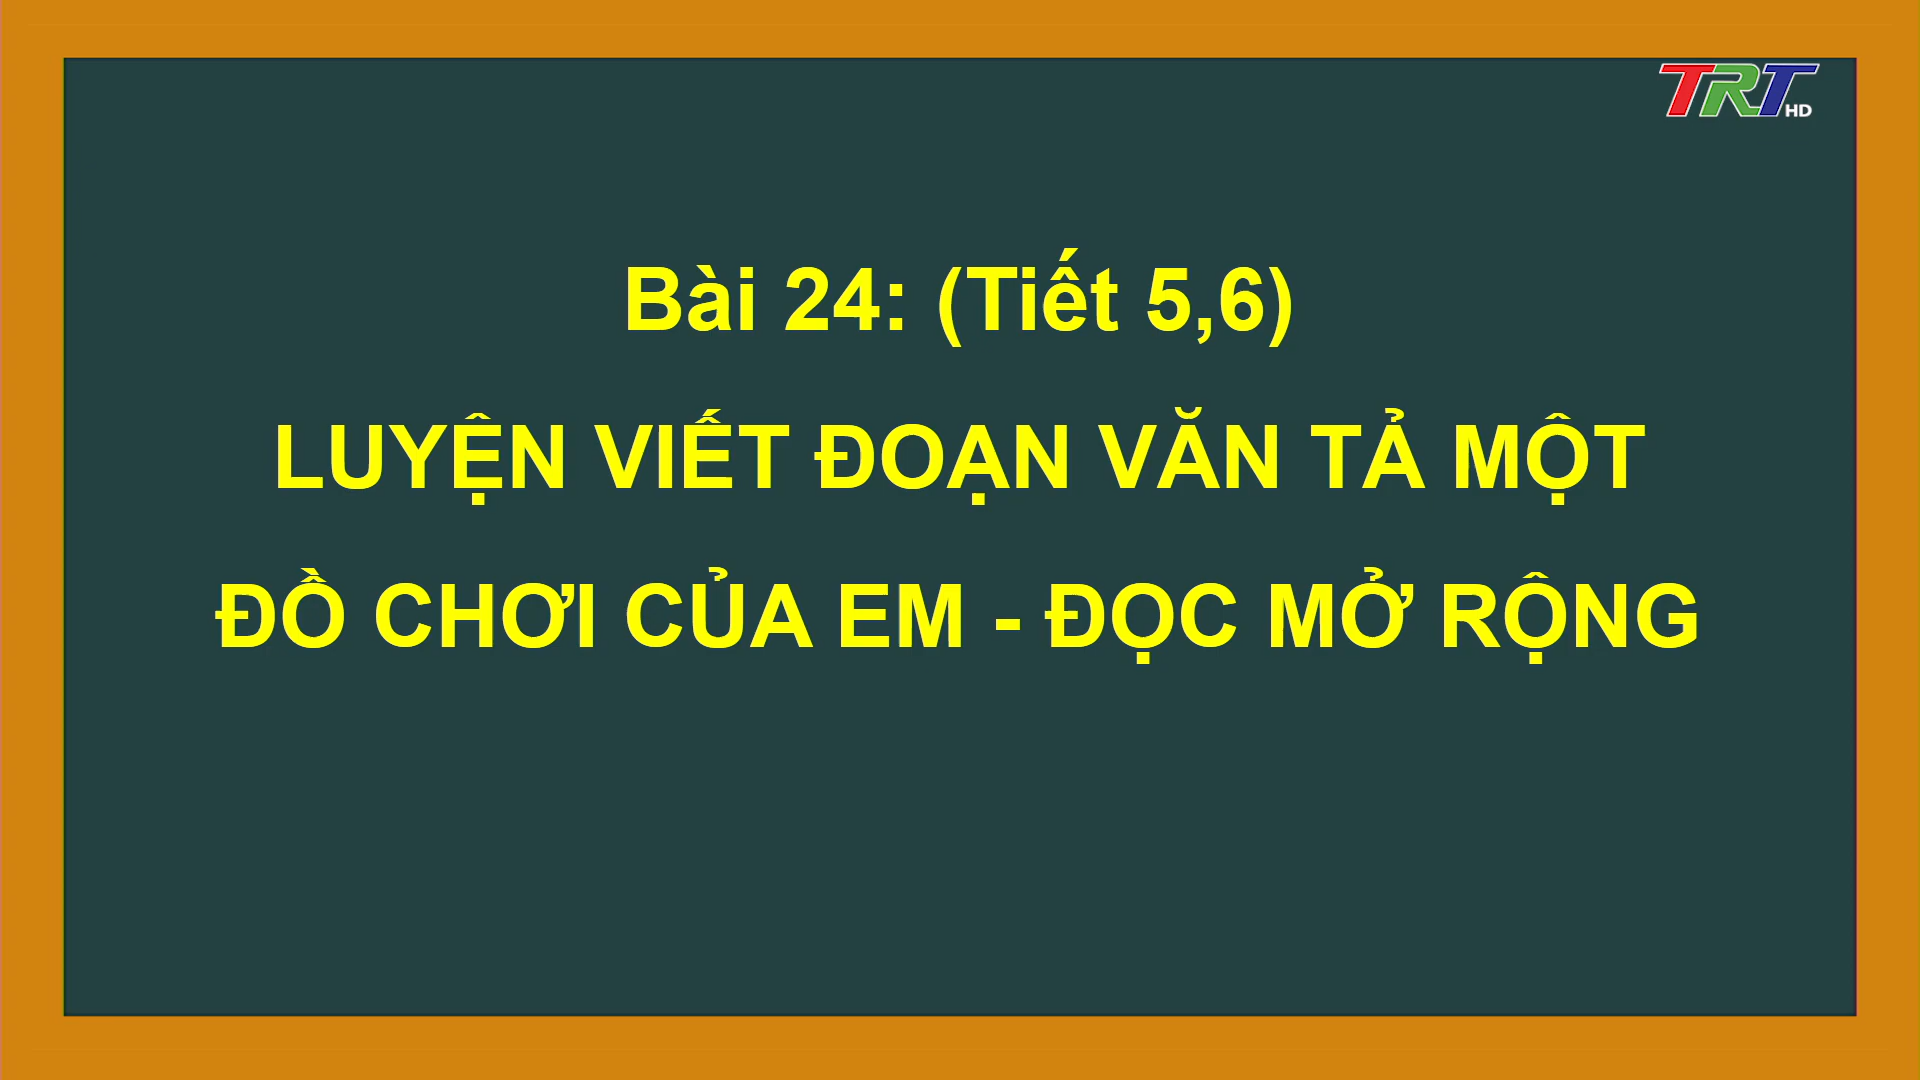 TRT HD
Bài 24: (Tiết 5,6)
LUYỆN VIẾT ĐOẠN VĂN TẢ MỘT
ĐỒ CHƠI CỦA EM - ĐỌC MỞ RỘNG